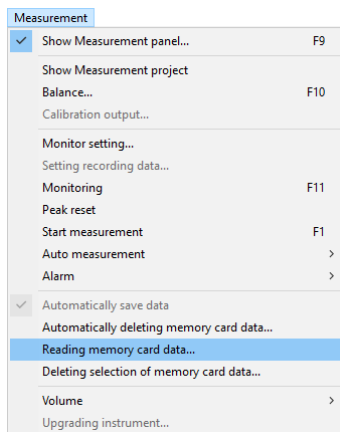 Measurement
Show Measurement panel... F9
Show Measurement project
Balance... F10
Calibration output...
Monitor setting...
Setting recording data...
Monitoring F11
Peak reset
Start measurement F1
Auto measurement >
Alarm >
Automatically save data
Automatically deleting memory card data...
Reading memory card data...
Deleting selection of memory card data...
Volume >
Upgrading instrument...